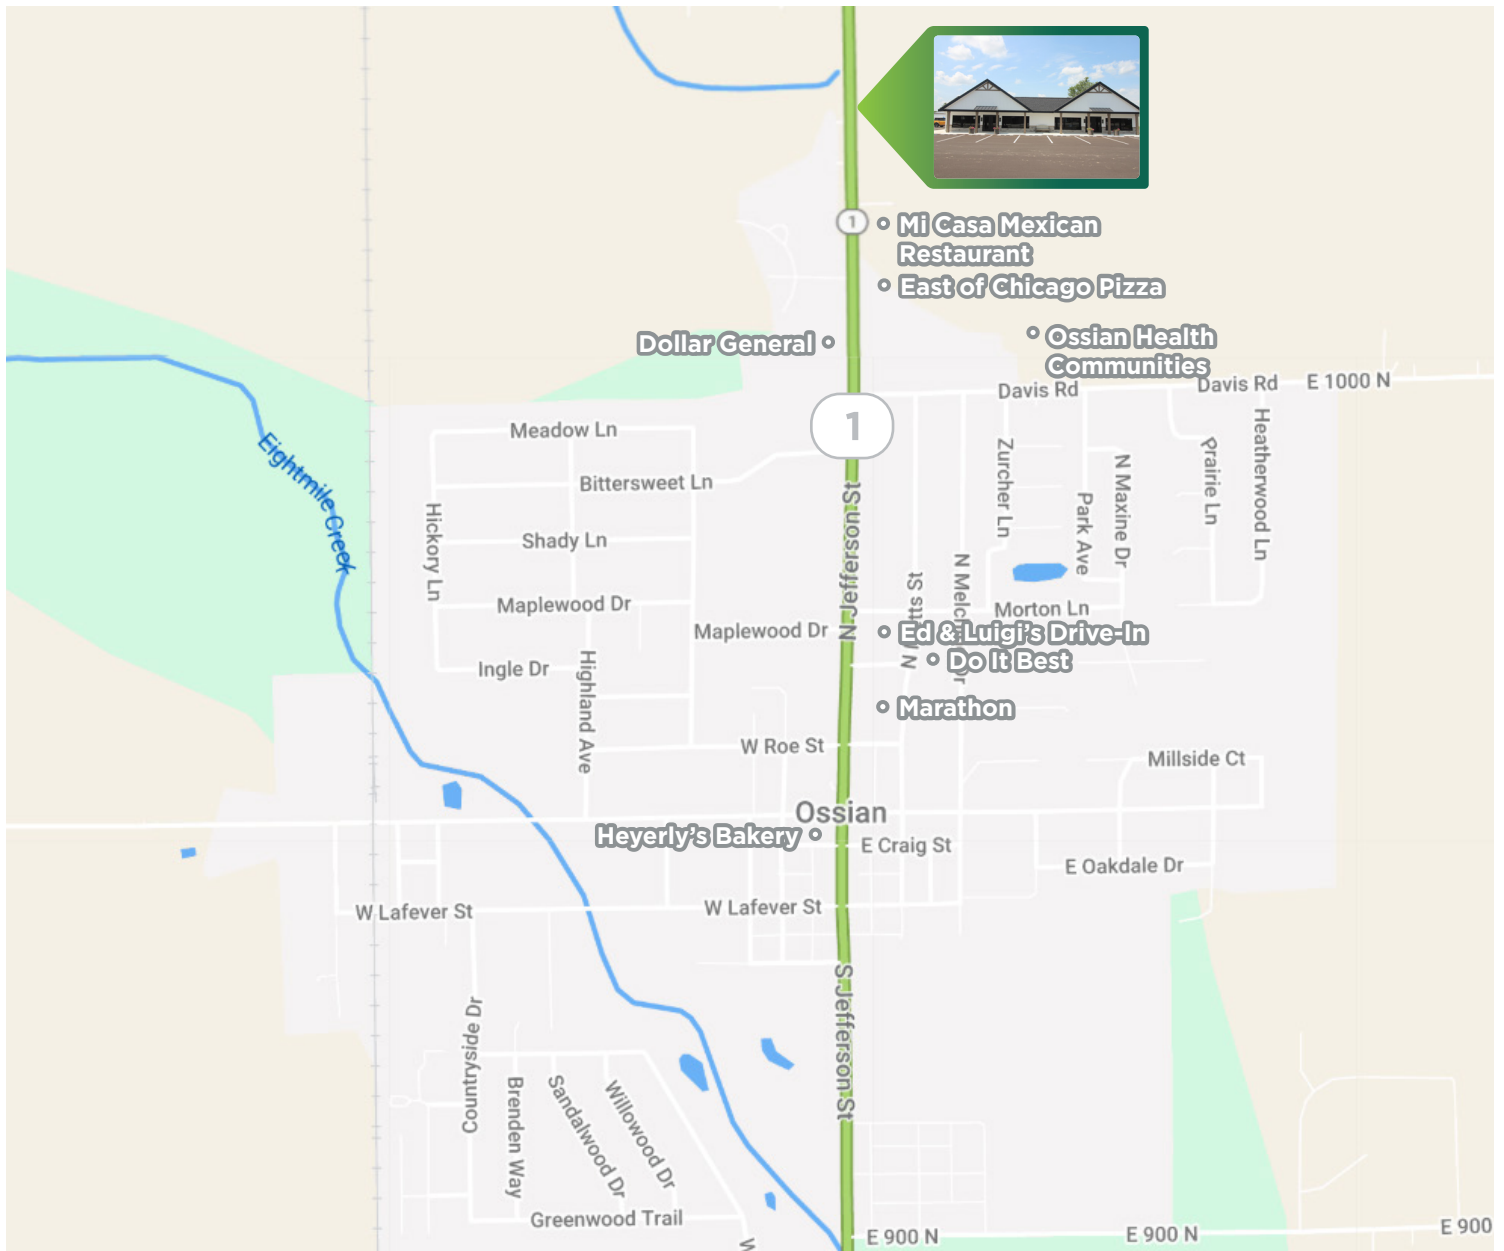 1
Mi Casa Mexican
Restaurant
East of Chicago Pizza
Dollar General
Ossian Health
Communities
Davis Rd
Davis Rd
E 1000 N
1
Meadow Ln
Bittersweet Ln
Eightmile Creek
Hickory Ln
Shady Ln
Maplewood Dr
Maplewood Dr
Ingle Dr
Highland Ave
N Jefferson St
Zurcher Ln
Park Ave
N Maxine Dr
Prairie Ln
Heatherwood Ln
Morton Ln
Ed & Luigi's Drive-In
Do It Best
Marathon
W Roe St
Millside Ct
Ossian
Heyerly's Bakery
E Craig St
E Oakdale Dr
W Lafever St
W Lafever St
S Jefferson St
Countryside Dr
Brenden Way
Sandalwood Dr
Willowood Dr
Greenwood Trail
W
E 900 N
E 900 N
E 900